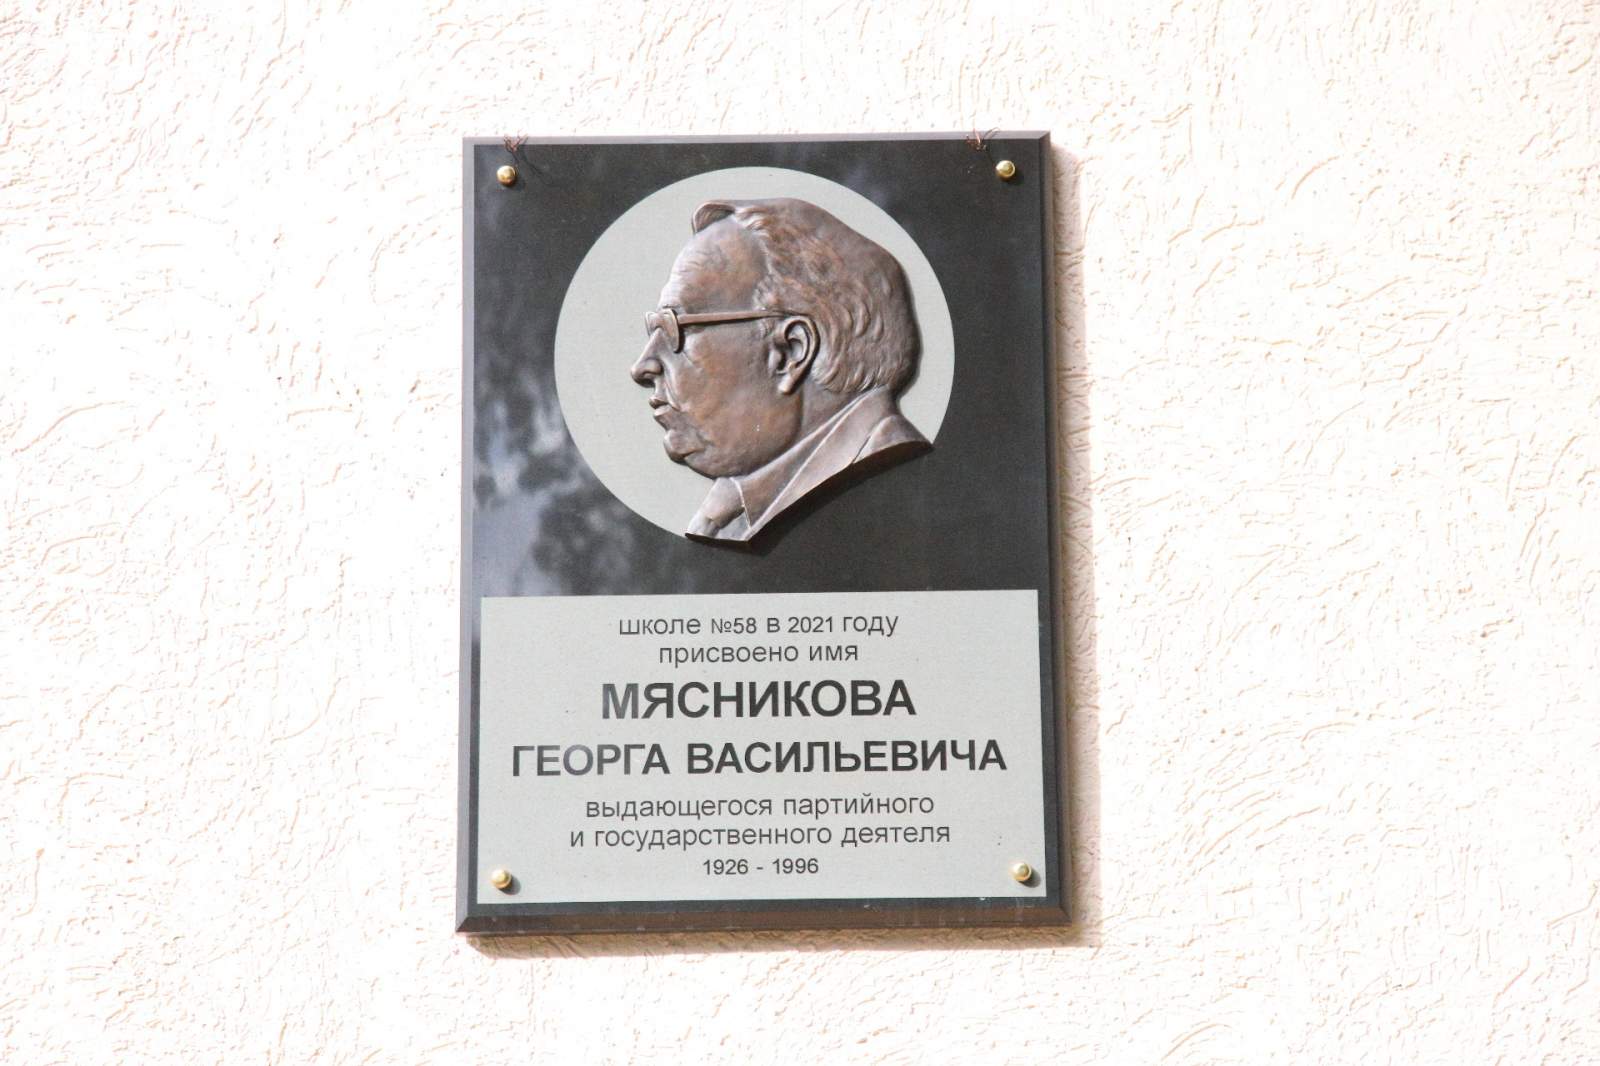 школе №58 в 2021 году
присвоено имя
МЯСНИКОВА
ГЕОРГА ВАСИЛЬЕВИЧА
выдающегося партийного
и государственного деятеля
1926 - 1996